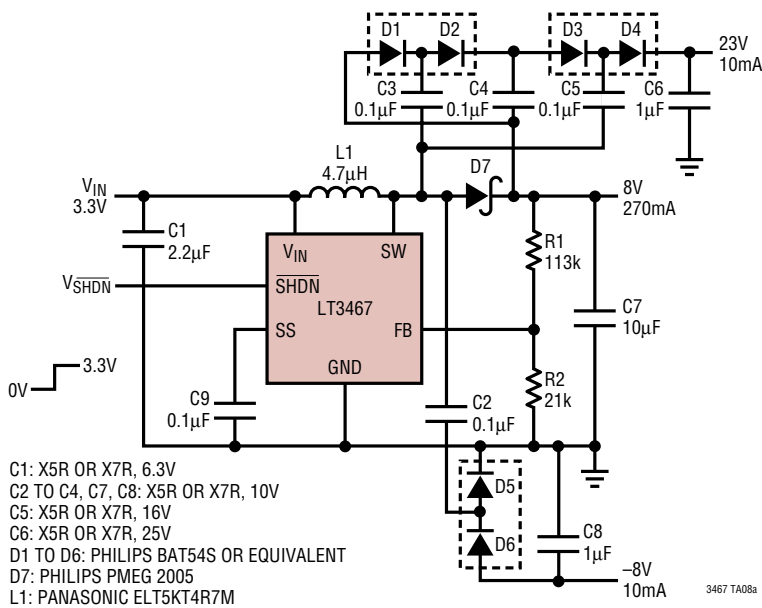 D1
D2
D3
D4
23V
10mA
C3
0.1µF
C4
0.1µF
C5
0.1µF
C6
1µF
L1
4.7µH
D7
VIN
3.3V
8V
270mA
C1
2.2µF
VIN
SW
R1
113k
VSHDN
SHDN
LT3467
C7
10µF
SS
FB
GND
3.3V
0V
R2
21k
C9
0.1µF
C2
0.1µF
D5
D6
C8
1µF
–8V
10mA
C1: X5R OR X7R, 6.3V
C2 TO C4, C7, C8: X5R OR X7R, 10V
C5: X5R OR X7R, 16V
C6: X5R OR X7R, 25V
D1 TO D6: PHILIPS BAT54S OR EQUIVALENT
D7: PHILIPS PMEG 2005
L1: PANASONIC ELT5KT4R7M
3467 TA08a